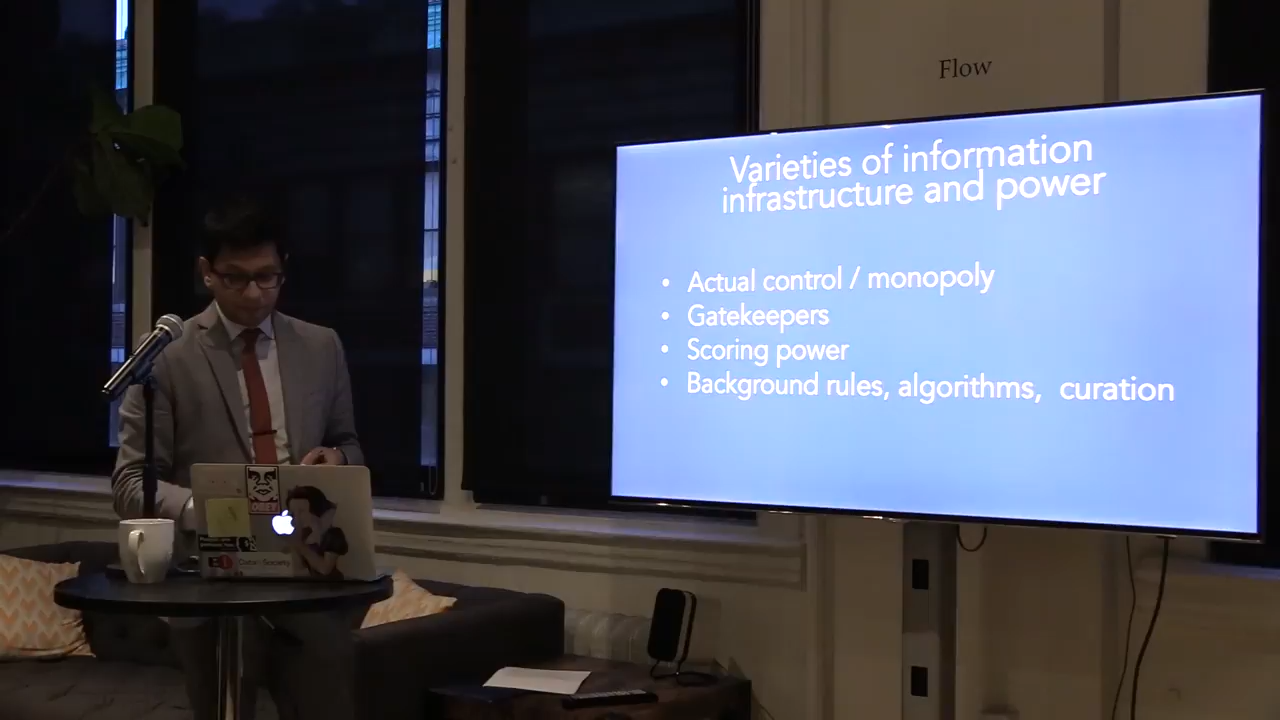 Flow
Varieties of information
infrastructure and power
• Actual control / monopoly
• Gatekeepers
• Scoring power
• Background rules, algorithms, curation
OBEY
Data & Society